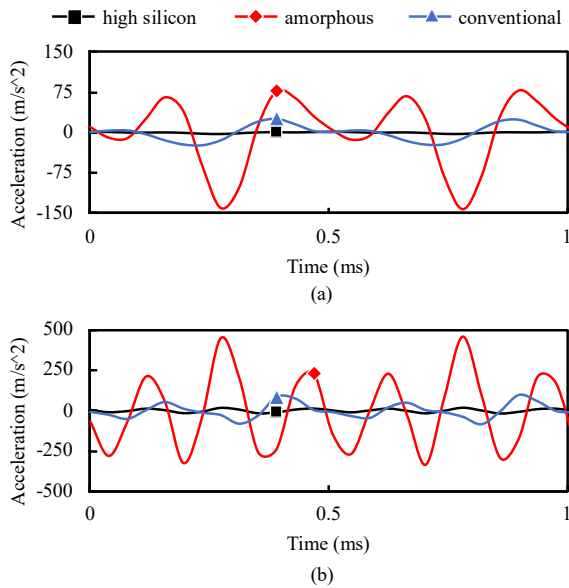 high silicon amorphous conventional
Acceleration (m/s^2)
150
75
0
-75
-150
0 0.5 1
Time (ms)
(a)
Acceleration (m/s^2)
500
250
0
-250
-500
0 0.5 1
Time (ms)
(b)